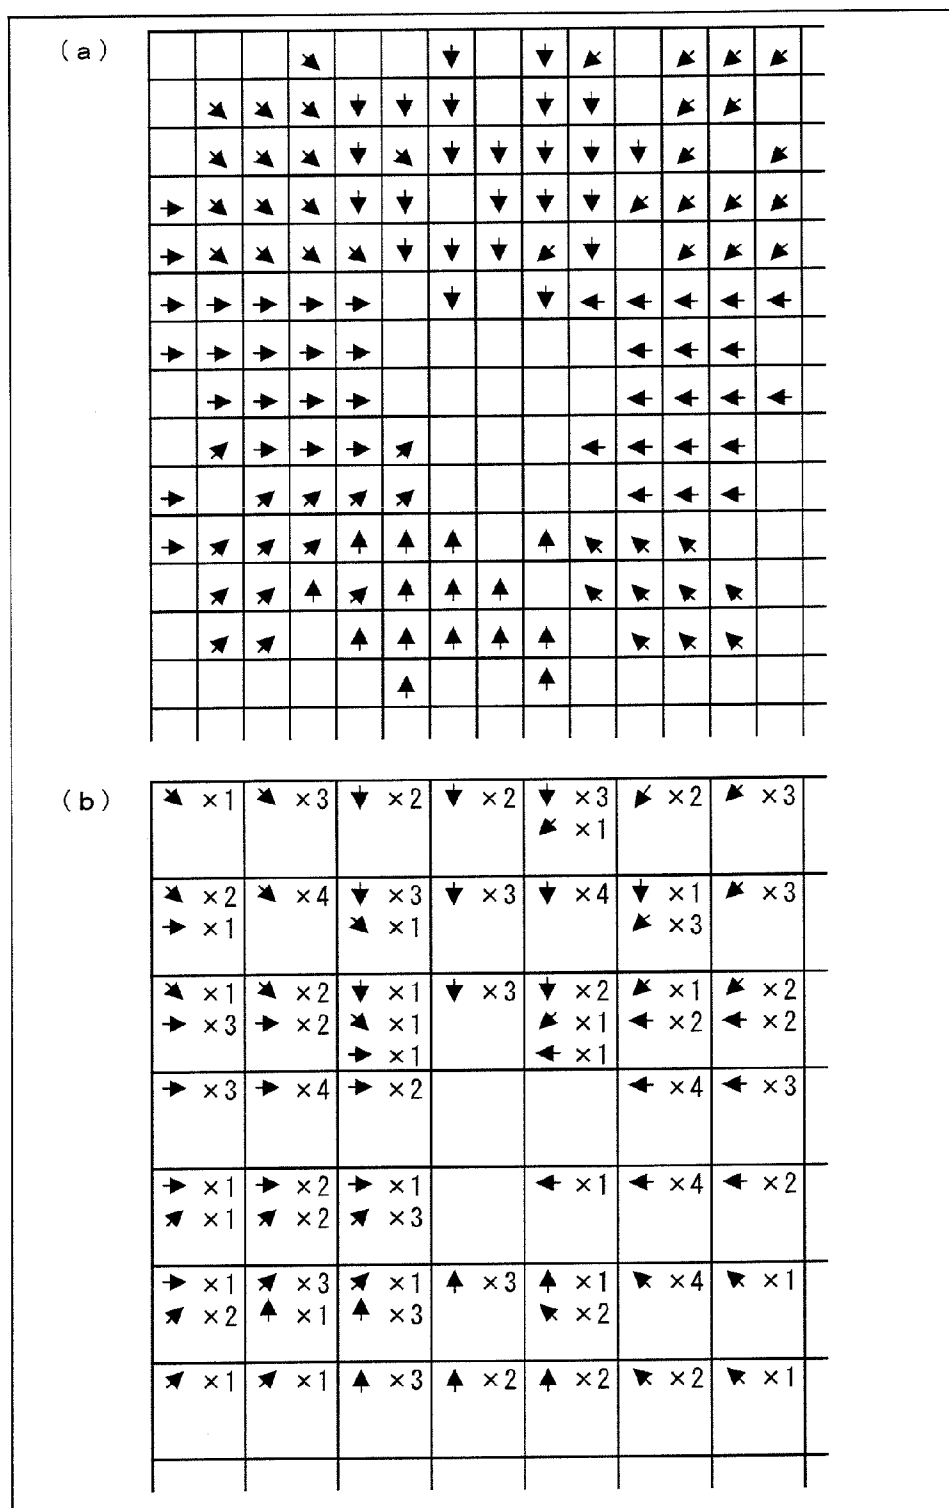 (a)
(b)
↘ ×1 ↘ ×3 ↓ ×2 ↓ ×2 ↓ ×3 ↙ ×2 ↙ ×3
↙ ×1
↘ ×2 ↘ ×4 ↓ ×3 ↓ ×3 ↓ ×4 ↓ ×1 ↙ ×3
→ ×1 ↘ ×1 ↙ ×3
↘ ×1 ↘ ×2 ↓ ×1 ↓ ×3 ↓ ×2 ↙ ×1 ↙ ×2
→ ×3 → ×2 ↘ ×1 ↙ ×1 ← ×2 ← ×2
→ ×1 ← ×1
→ ×3 → ×4 → ×2 ← ×4 ← ×3
→ ×1 → ×2 → ×1 ← ×1 ← ×4 ← ×2
↗ ×1 ↗ ×2 ↗ ×3
→ ×1 ↗ ×3 ↗ ×1 ↑ ×3 ↑ ×1 ↖ ×4 ↖ ×1
↗ ×2 ↑ ×1 ↑ ×3 ↖ ×2
↗ ×1 ↗ ×1 ↑ ×3 ↑ ×2 ↑ ×2 ↖ ×2 ↖ ×1